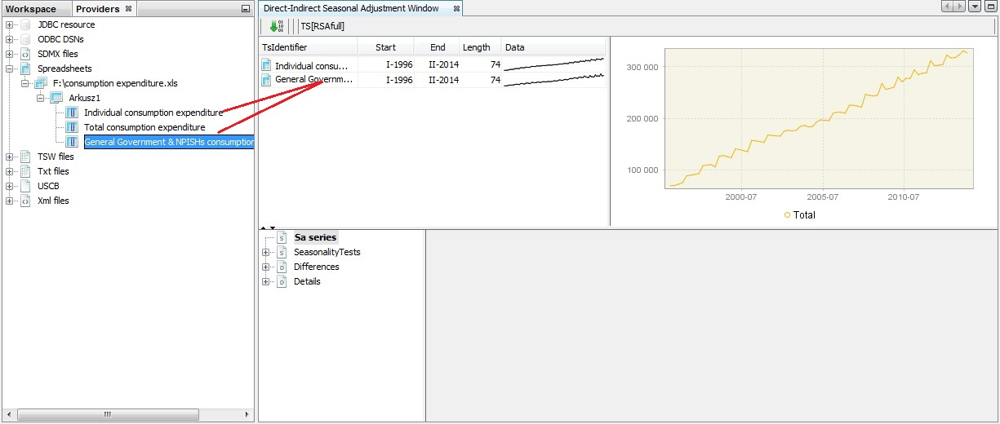 Workspace Providers
JDBC resource
ODBC DSNs
SDMX files
Spreadsheets
F:\consumption expenditure.xls
Arkusz1
Individual consumption expenditure
Total consumption expenditure
General Government & NPISHs consumption
TSW files
Txt files
USCB
Xml files
Direct-Indirect Seasonal Adjustment Window
TS[RSAfull]
TsIdentifier Start End Length Data
Individual consu... I-1996 II-2014 74
General Governm... I-1996 II-2014 74
300 000
200 000
100 000
2000-07 2005-07 2010-07
Total
Sa series
SeasonalityTests
Differences
Details